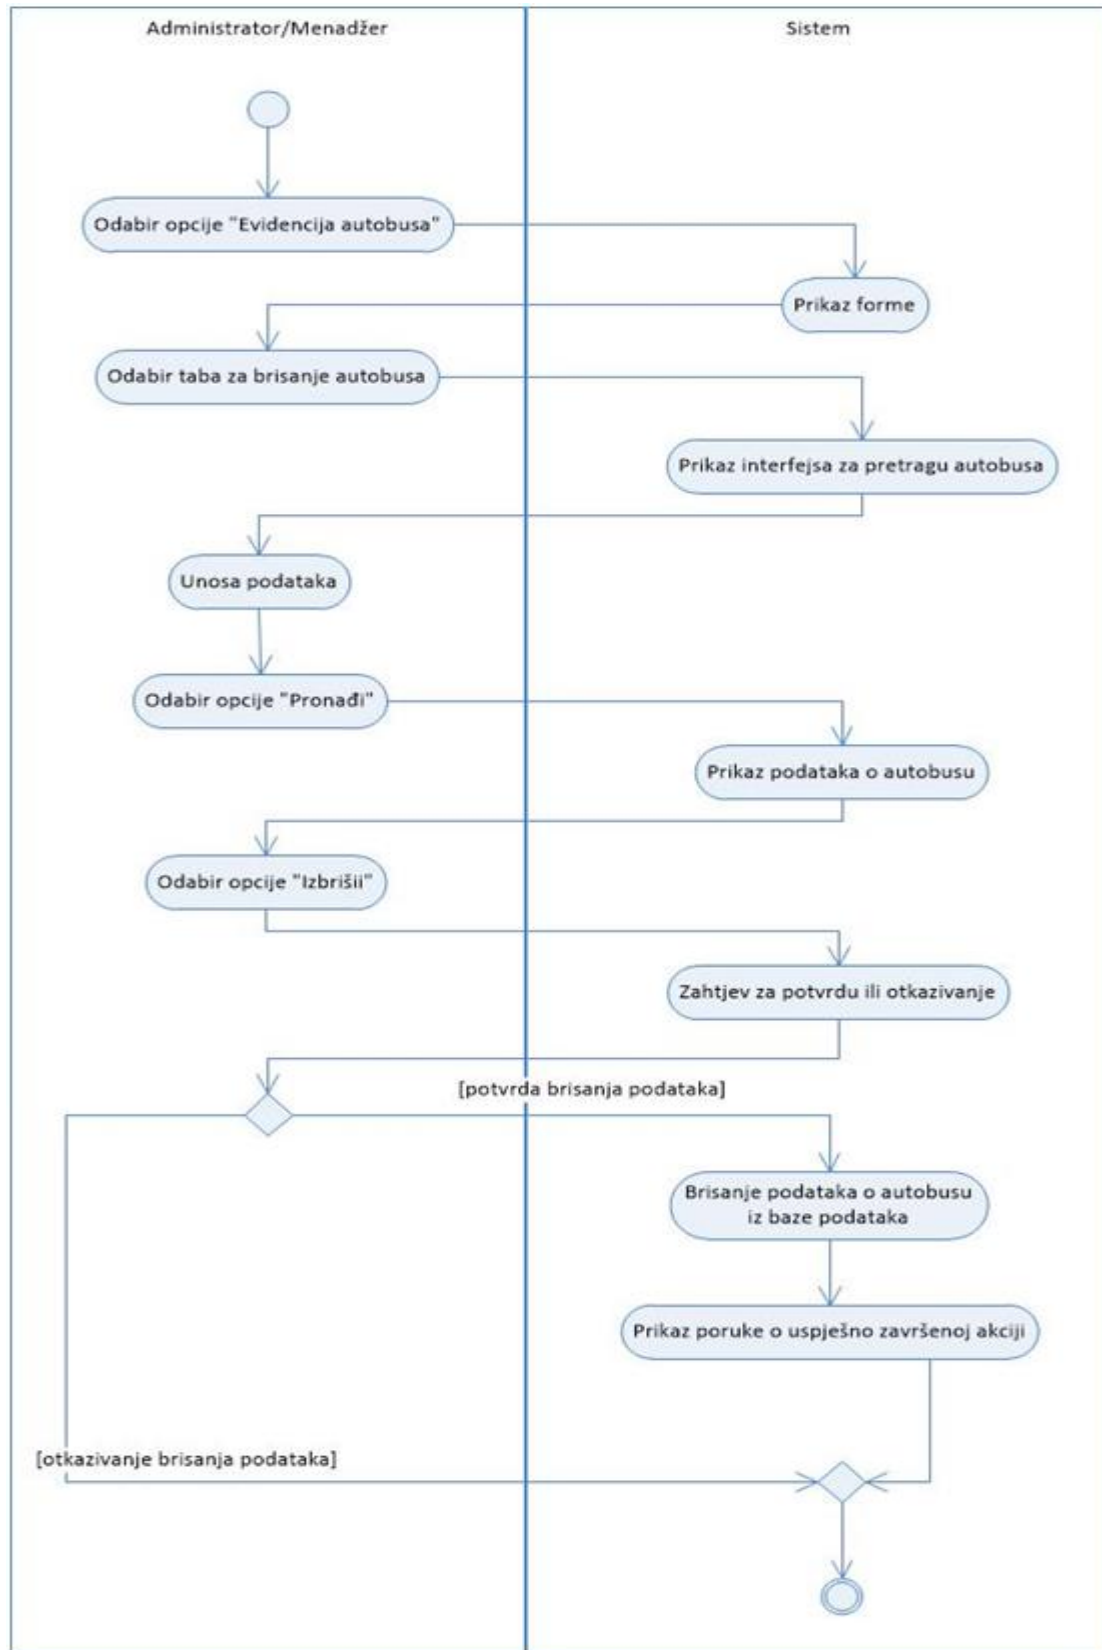 Administrator/Menadžer
Sistem
Odabir opcije "Evidencija autobusa"
Prikaz forme
Odabir taba za brisanje autobusa
Prikaz interfejsa za pretragu autobusa
Unosa podataka
Odabir opcije "Pronađi"
Prikaz podataka o autobusu
Odabir opcije "Izbrišii"
Zahtjev za potvrdu ili otkazivanje
[potvrda brisanja podataka]
Brisanje podataka o autobusu
iz baze podataka
Prikaz poruke o uspješno završenoj akciji
[otkazivanje brisanja podataka]